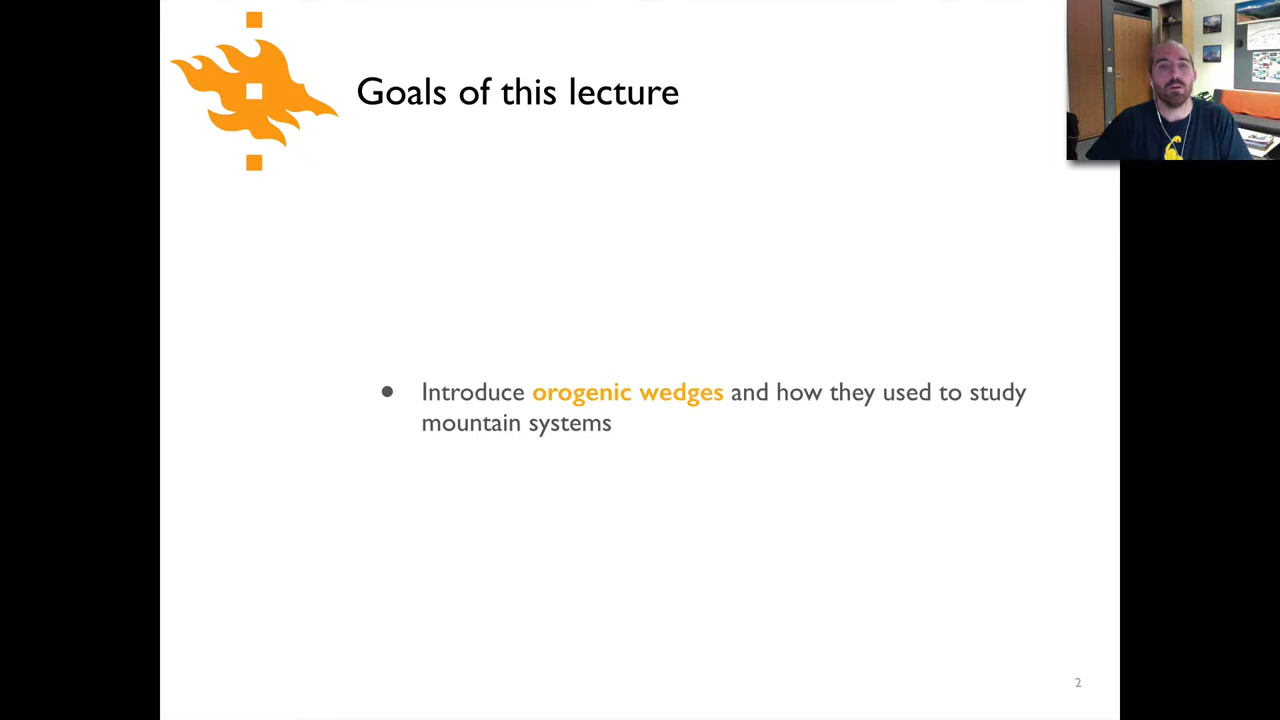 Goals of this lecture
● Introduce orogenic wedges and how they used to study
mountain systems
2